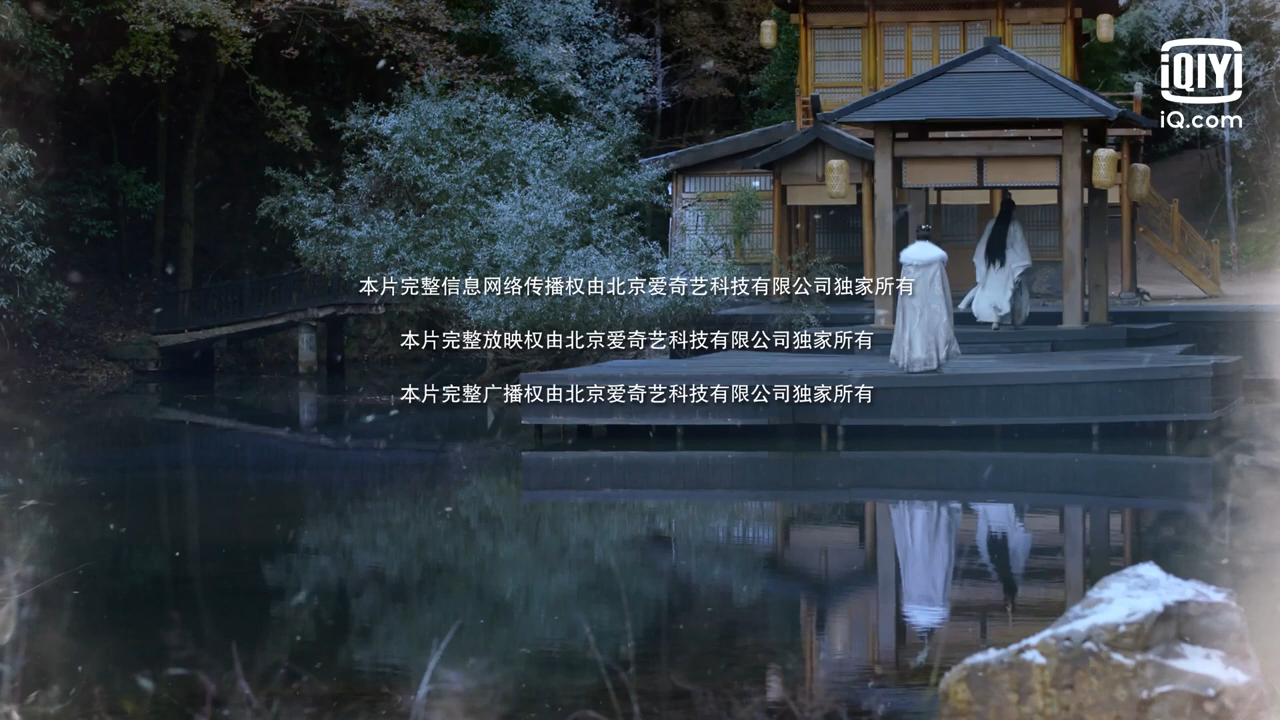 iQIYI
iQ.com
本片完整信息网络传播权由北京爱奇艺科技有限公司独家所有
本片完整放映权由北京爱奇艺科技有限公司独家所有
本片完整广播权由北京爱奇艺科技有限公司独家所有